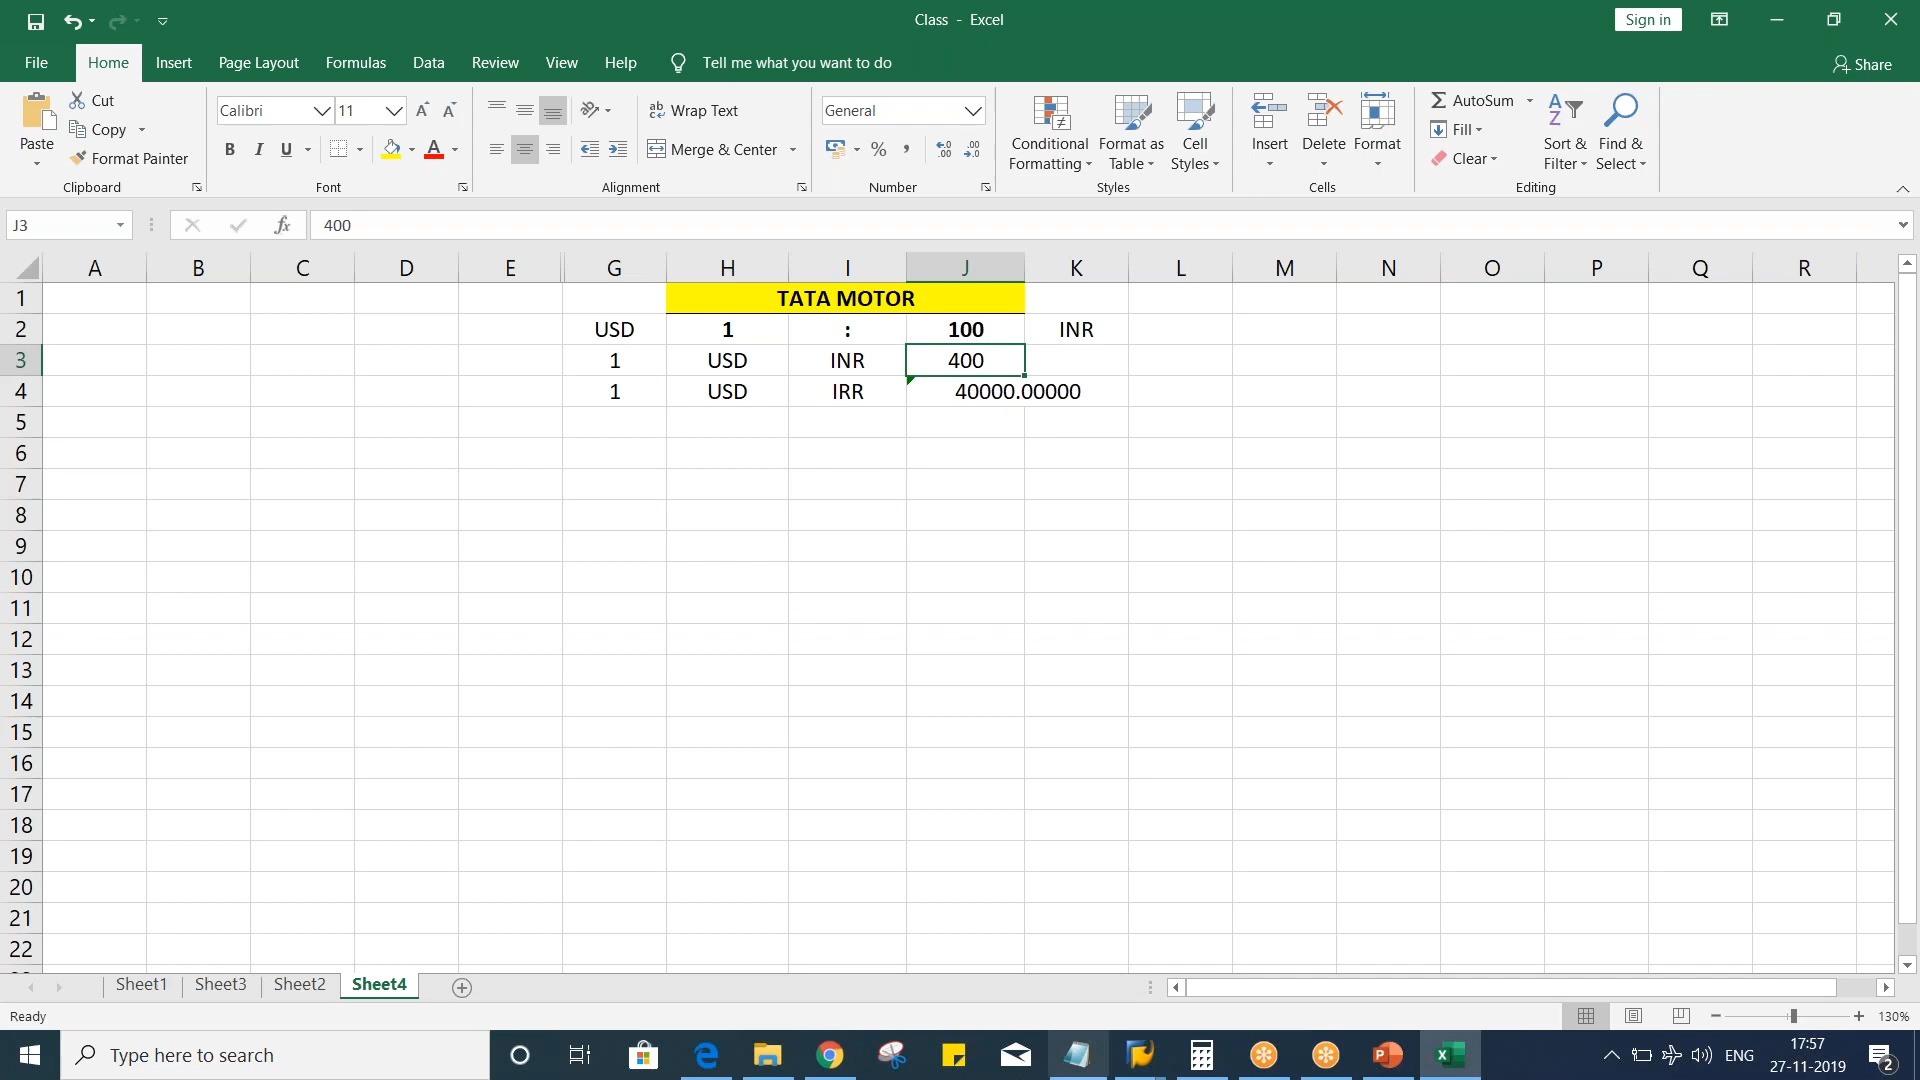 Class - Excel
Sign in
File Home Insert Page Layout Formulas Data Review View Help Tell me what you want to do
Share
Paste
Cut
Copy
Format Painter
Clipboard
Calibri 11
B I U
Font
Wrap Text
Merge & Center
Alignment
General
% ,
Number
Conditional Formatting
Format as Table
Cell Styles
Styles
Insert Delete Format
Cells
AutoSum
Fill
Clear
Sort & Filter
Find & Select
Editing
J3
fx
400
A B C D E G H I J K L M N O P Q R
1 TATA MOTOR
2 USD 1 : 100 INR
3 1 USD INR 400
4 1 USD IRR 40000.00000
5
6
7
8
9
10
11
12
13
14
15
16
17
18
19
20
21
22
Sheet1 Sheet3 Sheet2 Sheet4
Ready
130%
Type here to search
ENG
17:57
27-11-2019
2